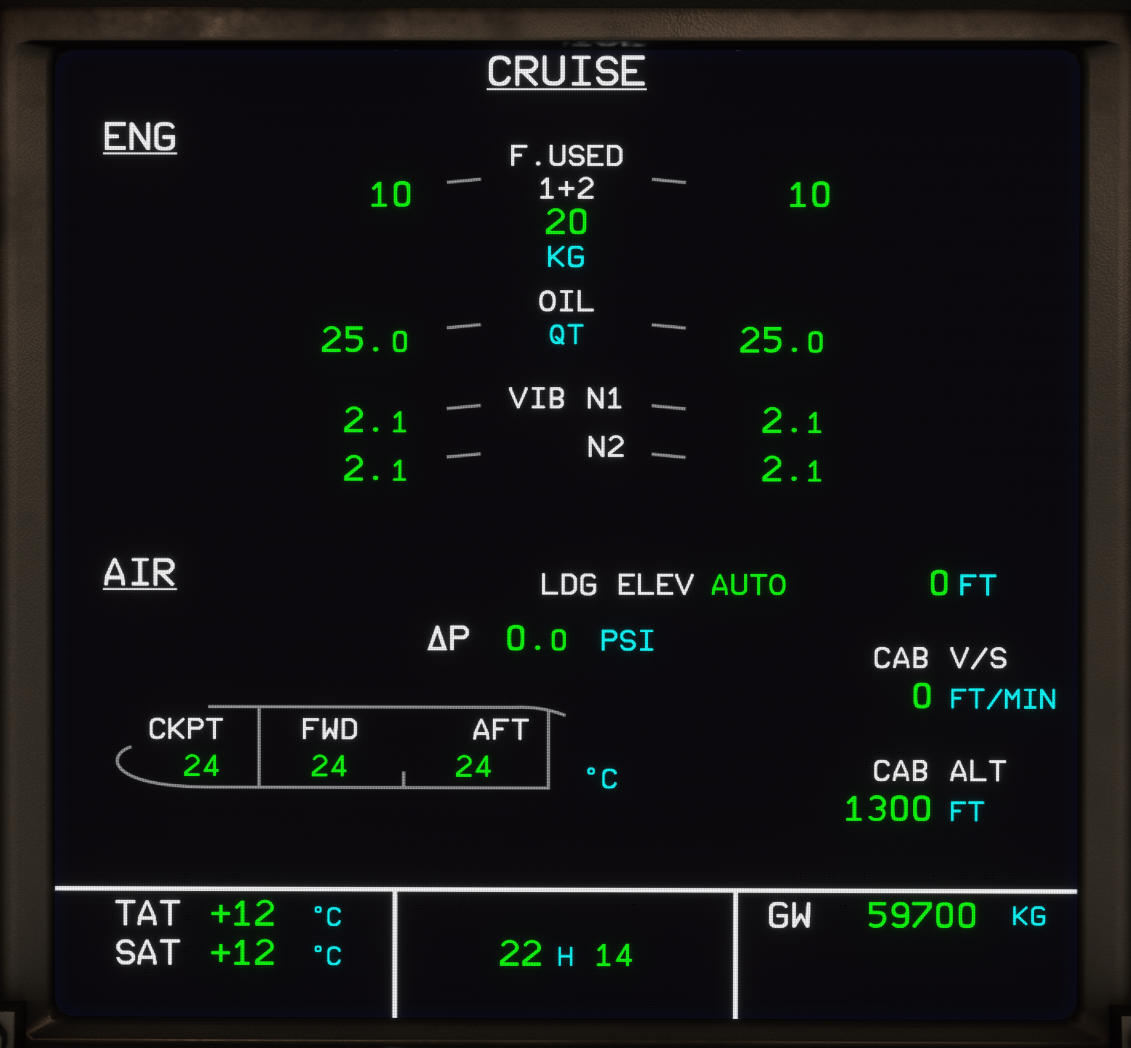 CRUISE
ENG
F.USED
10 1+2 10
20
KG
OIL
25.0 QT 25.0
VIB N1
2.1 2.1
N2
2.1 2.1
AIR
LDG ELEV AUTO 0 FT
ΔP 0.0 PSI
CAB V/S
0 FT/MIN
CKPT FWD AFT
24 24 24 °C
CAB ALT
1300 FT
TAT +12 °C
GW 59700 KG
SAT +12 °C
22 H 14